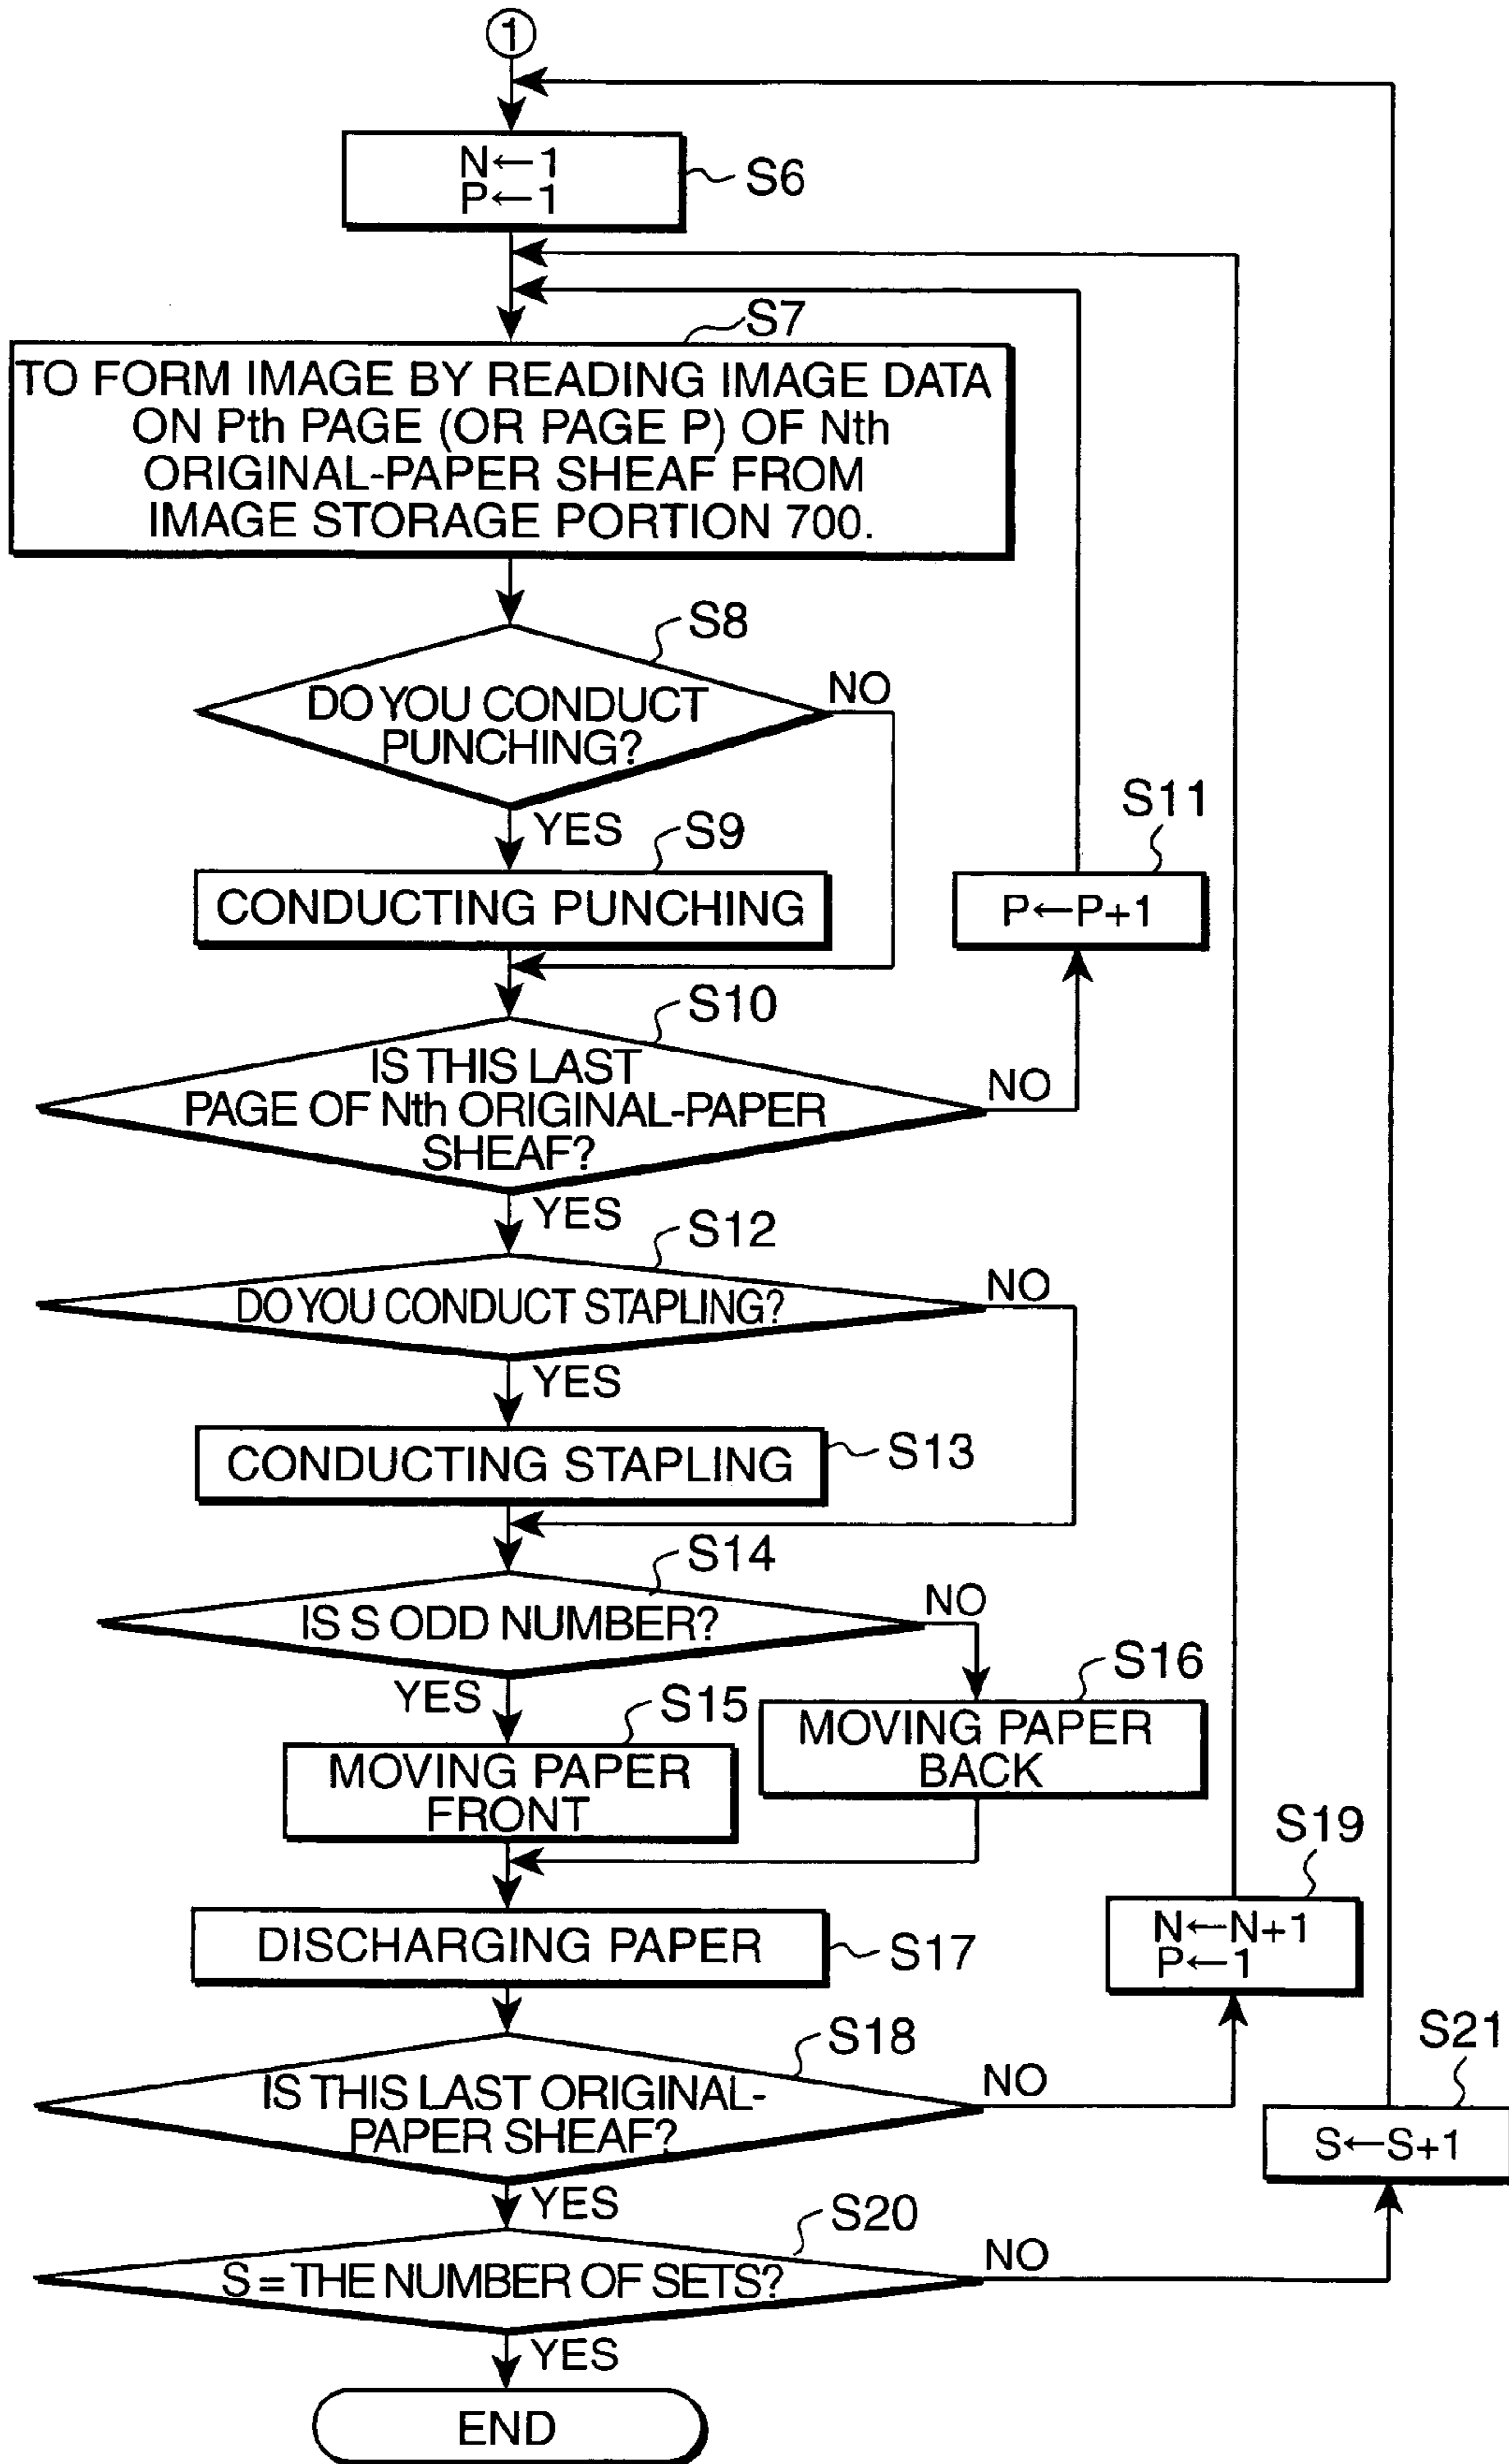 1
N←1
P←1
S6
S7
TO FORM IMAGE BY READING IMAGE DATA
ON Pth PAGE (OR PAGE P) OF Nth
ORIGINAL-PAPER SHEAF FROM
IMAGE STORAGE PORTION 700.
S8
DO YOU CONDUCT
PUNCHING?
NO
YES
S9
CONDUCTING PUNCHING
S11
P←P+1
S10
IS THIS LAST
PAGE OF Nth ORIGINAL-PAPER
SHEAF?
NO
YES
S12
DO YOU CONDUCT STAPLING?
NO
YES
CONDUCTING STAPLING
S13
S14
IS S ODD NUMBER?
NO
YES
S15
MOVING PAPER
FRONT
S16
MOVING PAPER
BACK
DISCHARGING PAPER
S17
S19
N←N+1
P←1
S18
IS THIS LAST ORIGINAL-
PAPER SHEAF?
NO
YES
S21
S←S+1
S20
S = THE NUMBER OF SETS?
NO
YES
END